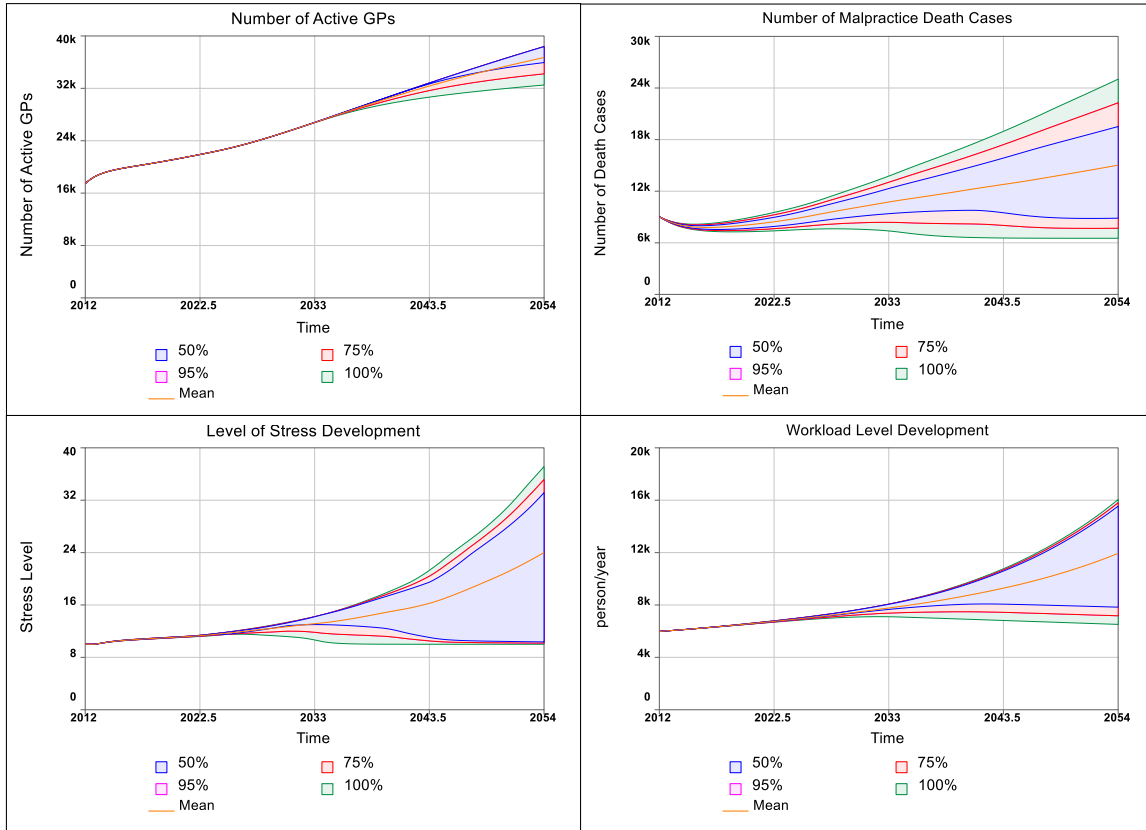 Number of Active GPs
Number of Active GPs
40k
32k
24k
16k
8k
0
2012 2022.5 2033 2043.5 2054
Time
50% 75%
95% 100%
Mean
Number of Malpractice Death Cases
Number of Death Cases
30k
24k
18k
12k
6k
0
2012 2022.5 2033 2043.5 2054
Time
50% 75%
95% 100%
Mean
Level of Stress Development
Stress Level
40
32
24
16
8
0
2012 2022.5 2033 2043.5 2054
Time
50% 75%
95% 100%
Mean
Workload Level Development
person/year
20k
16k
12k
8k
4k
0
2012 2022.5 2033 2043.5 2054
Time
50% 75%
95% 100%
Mean